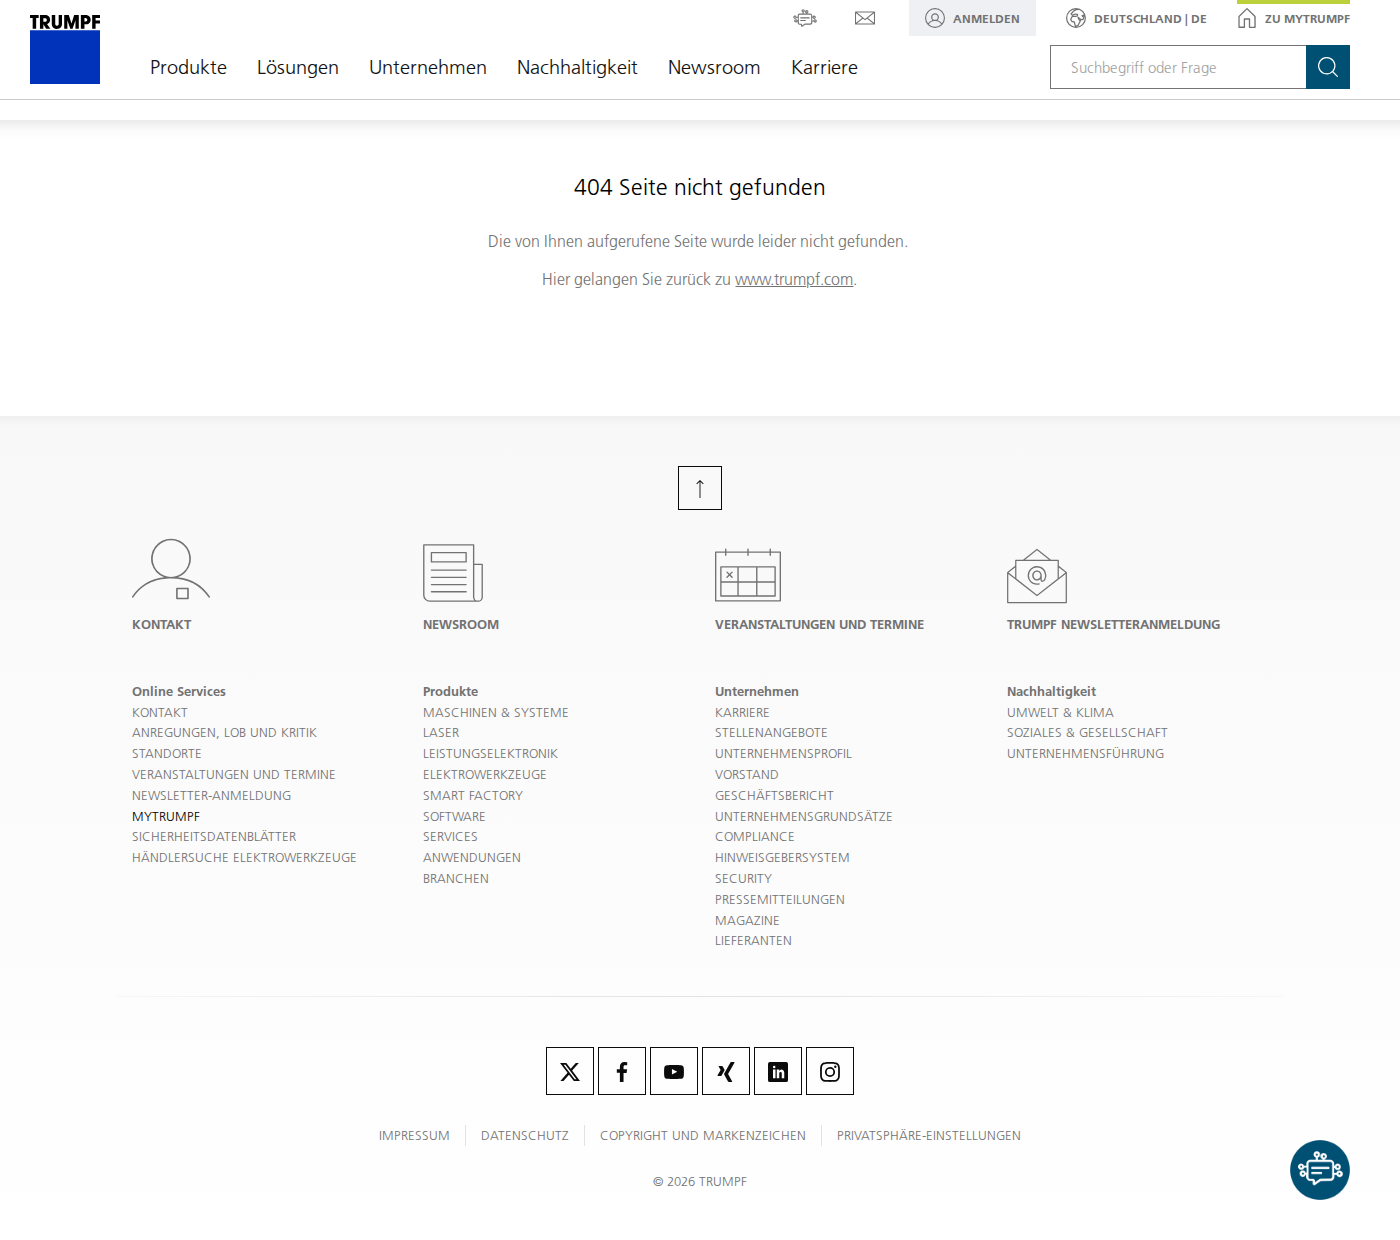 TRUMPF
ANMELDEN
DEUTSCHLAND | DE
ZU MYTRUMPF
Produkte
Lösungen
Unternehmen
Nachhaltigkeit
Newsroom
Karriere
Suchbegriff oder Frage
404 Seite nicht gefunden
Die von Ihnen aufgerufene Seite wurde leider nicht gefunden.
Hier gelangen Sie zurück zu www.trumpf.com.
KONTAKT
NEWSROOM
VERANSTALTUNGEN UND TERMINE
TRUMPF NEWSLETTERANMELDUNG
Online Services
KONTAKT
ANREGUNGEN, LOB UND KRITIK
STANDORTE
VERANSTALTUNGEN UND TERMINE
NEWSLETTER-ANMELDUNG
MYTRUMPF
SICHERHEITSDATENBLÄTTER
HÄNDLERSUCHE ELEKTROWERKZEUGE
Produkte
MASCHINEN & SYSTEME
LASER
LEISTUNGSELEKTRONIK
ELEKTROWERKZEUGE
SMART FACTORY
SOFTWARE
SERVICES
ANWENDUNGEN
BRANCHEN
Unternehmen
KARRIERE
STELLENANGEBOTE
UNTERNEHMENSPROFIL
VORSTAND
GESCHÄFTSBERICHT
UNTERNEHMENSGRUNDSÄTZE
COMPLIANCE
HINWEISGEBERSYSTEM
SECURITY
PRESSEMITTEILUNGEN
MAGAZINE
LIEFERANTEN
Nachhaltigkeit
UMWELT & KLIMA
SOZIALES & GESELLSCHAFT
UNTERNEHMENSFÜHRUNG
IMPRESSUM
DATENSCHUTZ
COPYRIGHT UND MARKENZEICHEN
PRIVATSPHÄRE-EINSTELLUNGEN
© 2026 TRUMPF